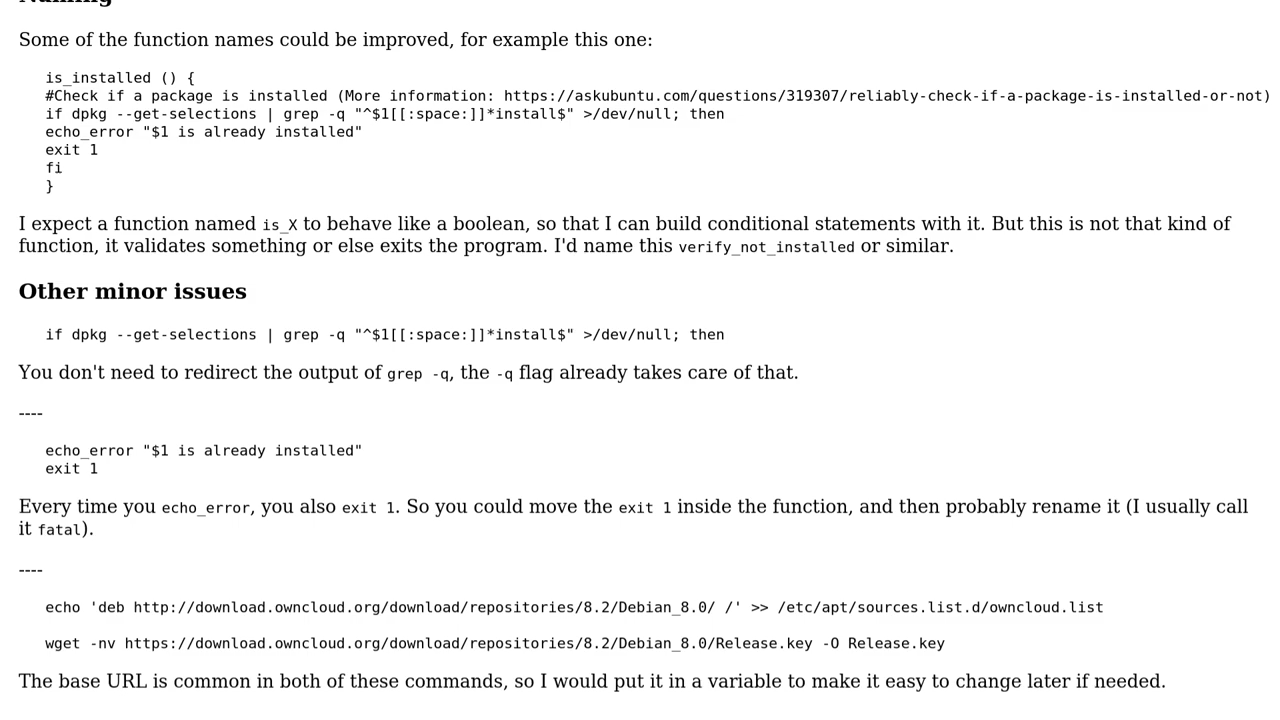 Naming
Some of the function names could be improved, for example this one:
is_installed () {
#Check if a package is installed (More information: https://askubuntu.com/questions/319307/reliably-check-if-a-package-is-installed-or-not)
if dpkg --get-selections | grep -q "^$1[[:space:]]*install$" >/dev/null; then
echo_error "$1 is already installed"
exit 1
fi
}
I expect a function named is_X to behave like a boolean, so that I can build conditional statements with it. But this is not that kind of
function, it validates something or else exits the program. I'd name this verify_not_installed or similar.
Other minor issues
if dpkg --get-selections | grep -q "^$1[[:space:]]*install$" >/dev/null; then
You don't need to redirect the output of grep -q, the -q flag already takes care of that.
----
echo_error "$1 is already installed"
exit 1
Every time you echo_error, you also exit 1. So you could move the exit 1 inside the function, and then probably rename it (I usually call
it fatal).
----
echo 'deb http://download.owncloud.org/download/repositories/8.2/Debian_8.0/ /' >> /etc/apt/sources.list.d/owncloud.list
wget -nv https://download.owncloud.org/download/repositories/8.2/Debian_8.0/Release.key -O Release.key
The base URL is common in both of these commands, so I would put it in a variable to make it easy to change later if needed.